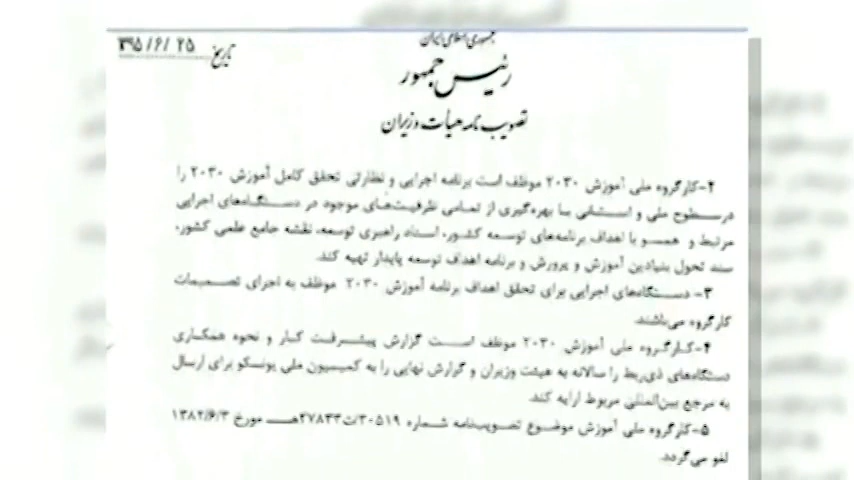 جمهوری اسلامی ایران
رئیس جمهور
تصویب نامه هیأت وزیران
تاریخ ۳۹۵/۶/۲۵
۲-کارگروه ملی آموزش ۲۰۳۰ موظف است برنامه اجرایی و نظارتی تحقق کامل آموزش ۲۰۳۰ را
در سطوح ملی و استانی با بهره‌گیری از تمامی ظرفیت‌های موجود در دستگاه‌های اجرایی
مرتبط و همسو با اهداف برنامه‌های توسعه کشور، اسناد راهبری توسعه، نقشه جامع علمی کشور،
سند تحول بنیادین آموزش و پرورش و برنامه اهداف توسعه پایدار تهیه کند.
۳- دستگاه‌های اجرایی برای تحقق اهداف برنامه آموزش ۲۰۳۰ موظف به اجرای تصمیمات
کارگروه می‌باشند.
۴-کارگروه ملی آموزش ۲۰۳۰ موظف است گزارش پیشرفت کار و نحوه همکاری
دستگاه‌های ذی‌ربط را سالانه به هیئت وزیران و گزارش نهایی را به کمیسیون ملی یونسکو برای ارسال
به مرجع بین‌المللی مربوط ارایه کند.
۵-کارگروه ملی آموزش موضوع تصویب‌نامه شماره ۳۰۵۱۹/ت۲۷۸۳۳هـ مورخ ۱۳۸۲/۶/۳
لغو می‌گردد.